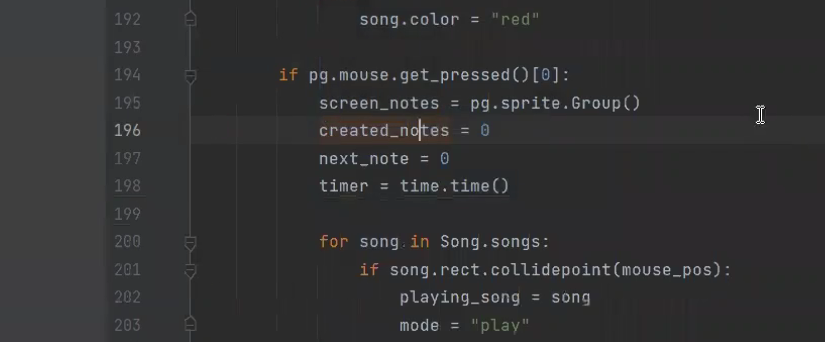 192 song.color = "red"
193
194 if pg.mouse.get_pressed()[0]:
195 screen_notes = pg.sprite.Group()
196 created_notes = 0
197 next_note = 0
198 timer = time.time()
199
200 for song in Song.songs:
201 if song.rect.collidepoint(mouse_pos):
202 playing_song = song
203 mode = "play"